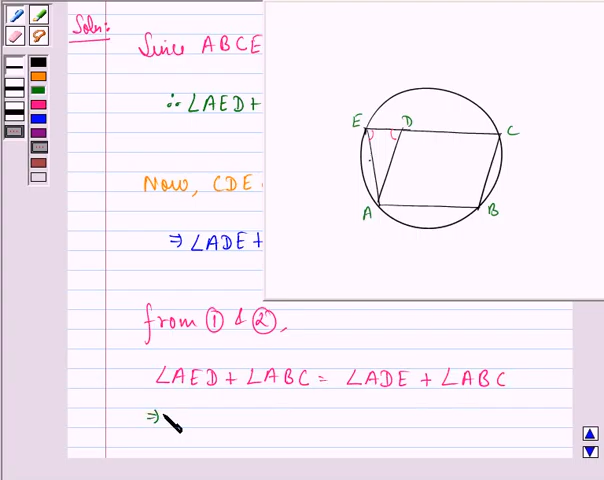 Soln:
Since ABCE
∴ ∠AED +
Now, CDE
⇒ ∠ADE +
from ① & ②,
∠AED + ∠ABC = ∠ADE + ∠ABC
⇒
E D C
A B